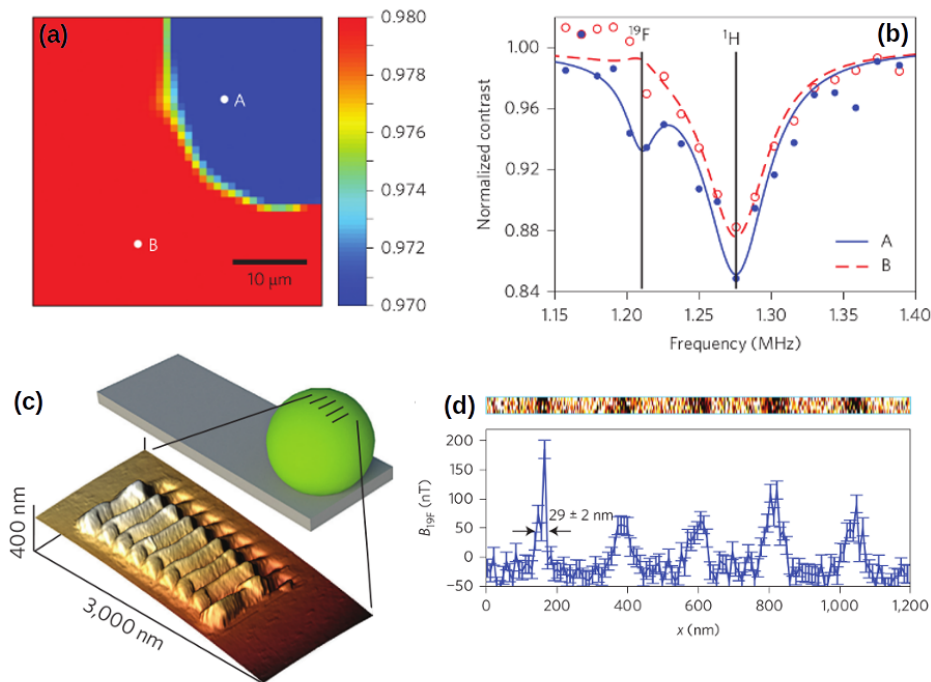 (a)
A
B
10 μm
0.980
0.978
0.976
0.974
0.972
0.970
(b)
19F
1H
Normalized contrast
1.00
0.96
0.92
0.88
0.84
A
B
1.15
1.20
1.25
1.30
1.35
1.40
Frequency (MHz)
(c)
400 nm
3,000 nm
(d)
B19F (nT)
200
150
100
50
0
−50
29 ± 2 nm
0
200
400
600
800
1,000
1,200
x (nm)